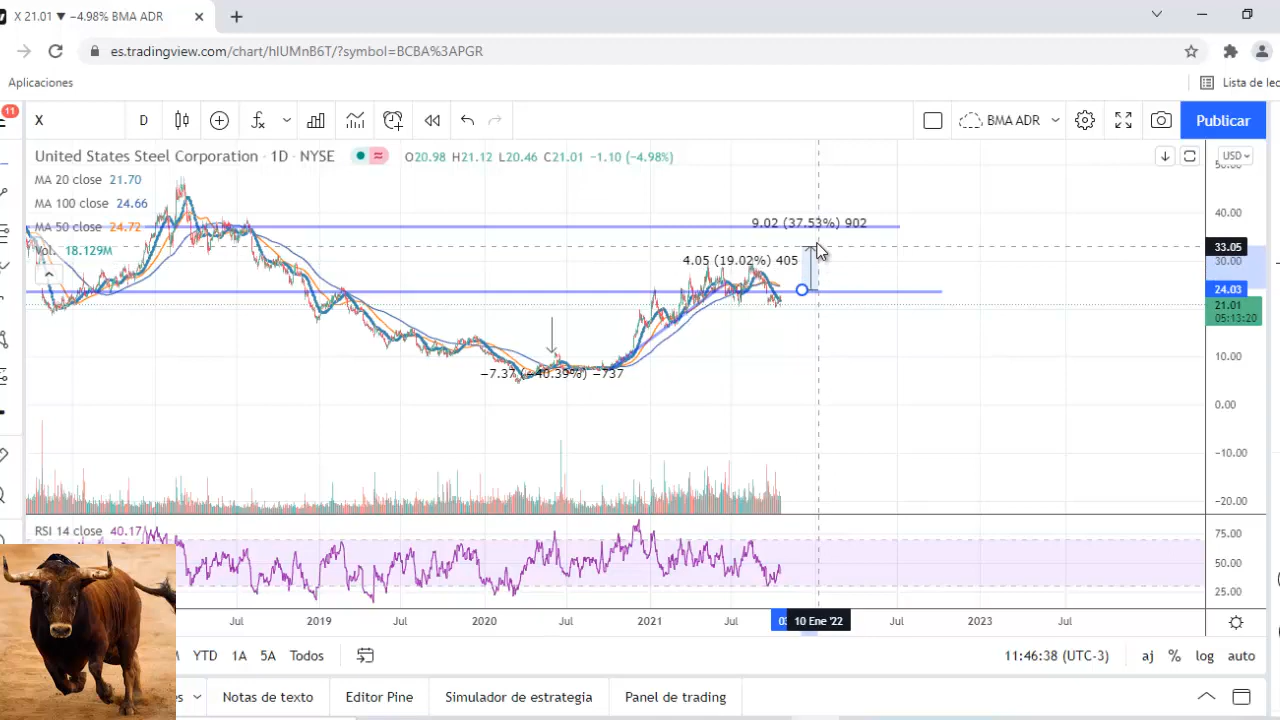 X 21.01 ▼ −4.98% BMA ADR
es.tradingview.com/chart/hIUMnB6T/?symbol=BCBA%3APGR
Aplicaciones
Lista de lec
11
X D BMA ADR Publicar
United States Steel Corporation · 1D · NYSE O20.98 H21.12 L20.46 C21.01 −1.10 (−4.98%)
USD
MA 20 close 21.70
MA 100 close 24.66
MA 50 close 24.72
Vol. 18.129M
9.02 (37.53%) 902
4.05 (19.02%) 405
−7.37 (−40.39%) −737
40.00
33.05
30.00
24.03
21.01
05:13:20
10.00
0.00
−10.00
−20.00
RSI 14 close 40.17
75.00
50.00
25.00
Jul 2019 Jul 2020 Jul 2021 Jul 10 Ene '22 Jul 2023 Jul
YTD 1A 5A Todos
11:46:38 (UTC-3) aj % log auto
Notas de texto Editor Pine Simulador de estrategia Panel de trading